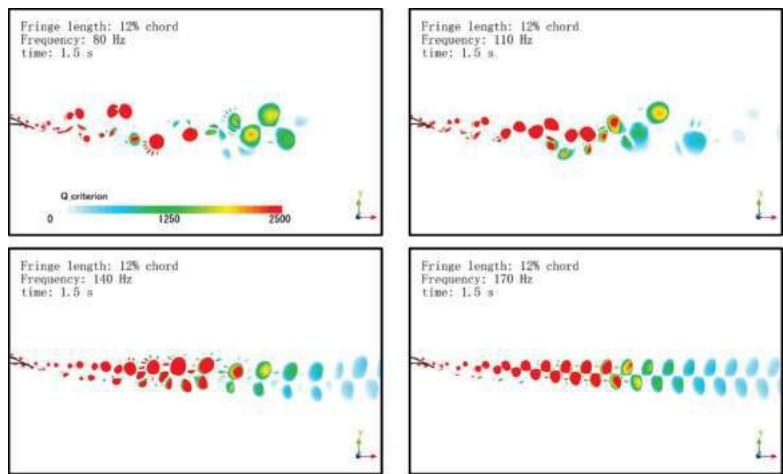 Fringe length: 12% chord
Frequency: 80 Hz
time: 1.5 s
Q criterion
0 1250 2500
Fringe length: 12% chord
Frequency: 110 Hz
time: 1.5 s
Fringe length: 12% chord
Frequency: 140 Hz
time: 1.5 s
Fringe length: 12% chord
Frequency: 170 Hz
time: 1.5 s